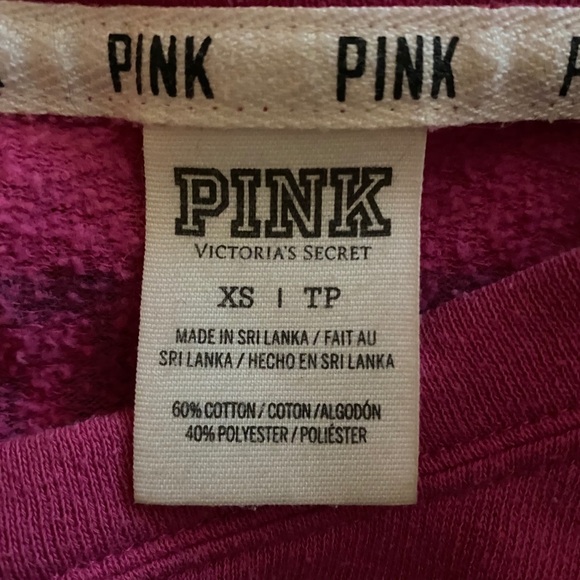 PINK PINK
PINK
VICTORIA'S SECRET
XS | TP
MADE IN SRI LANKA / FAIT AU
SRI LANKA / HECHO EN SRI LANKA
60% COTTON / COTON /ALGODÓN
40% POLYESTER / POLIÉSTER